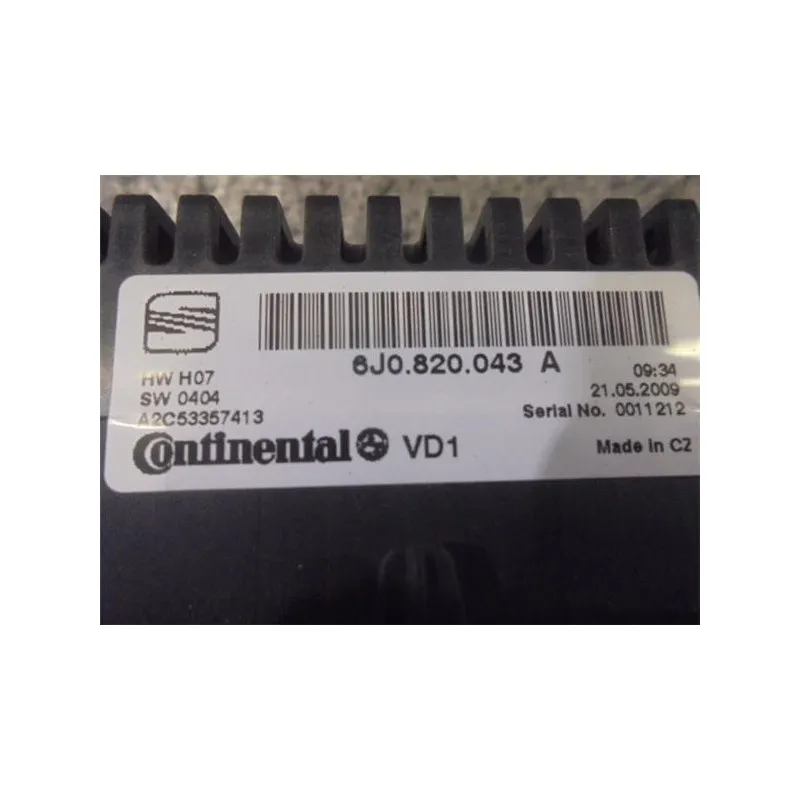 6J0.820.043 A
HW H07
SW 0404
A2C53357413
09:34
21.05.2009
Serial No. 0011212
Continental VD1
Made in CZ